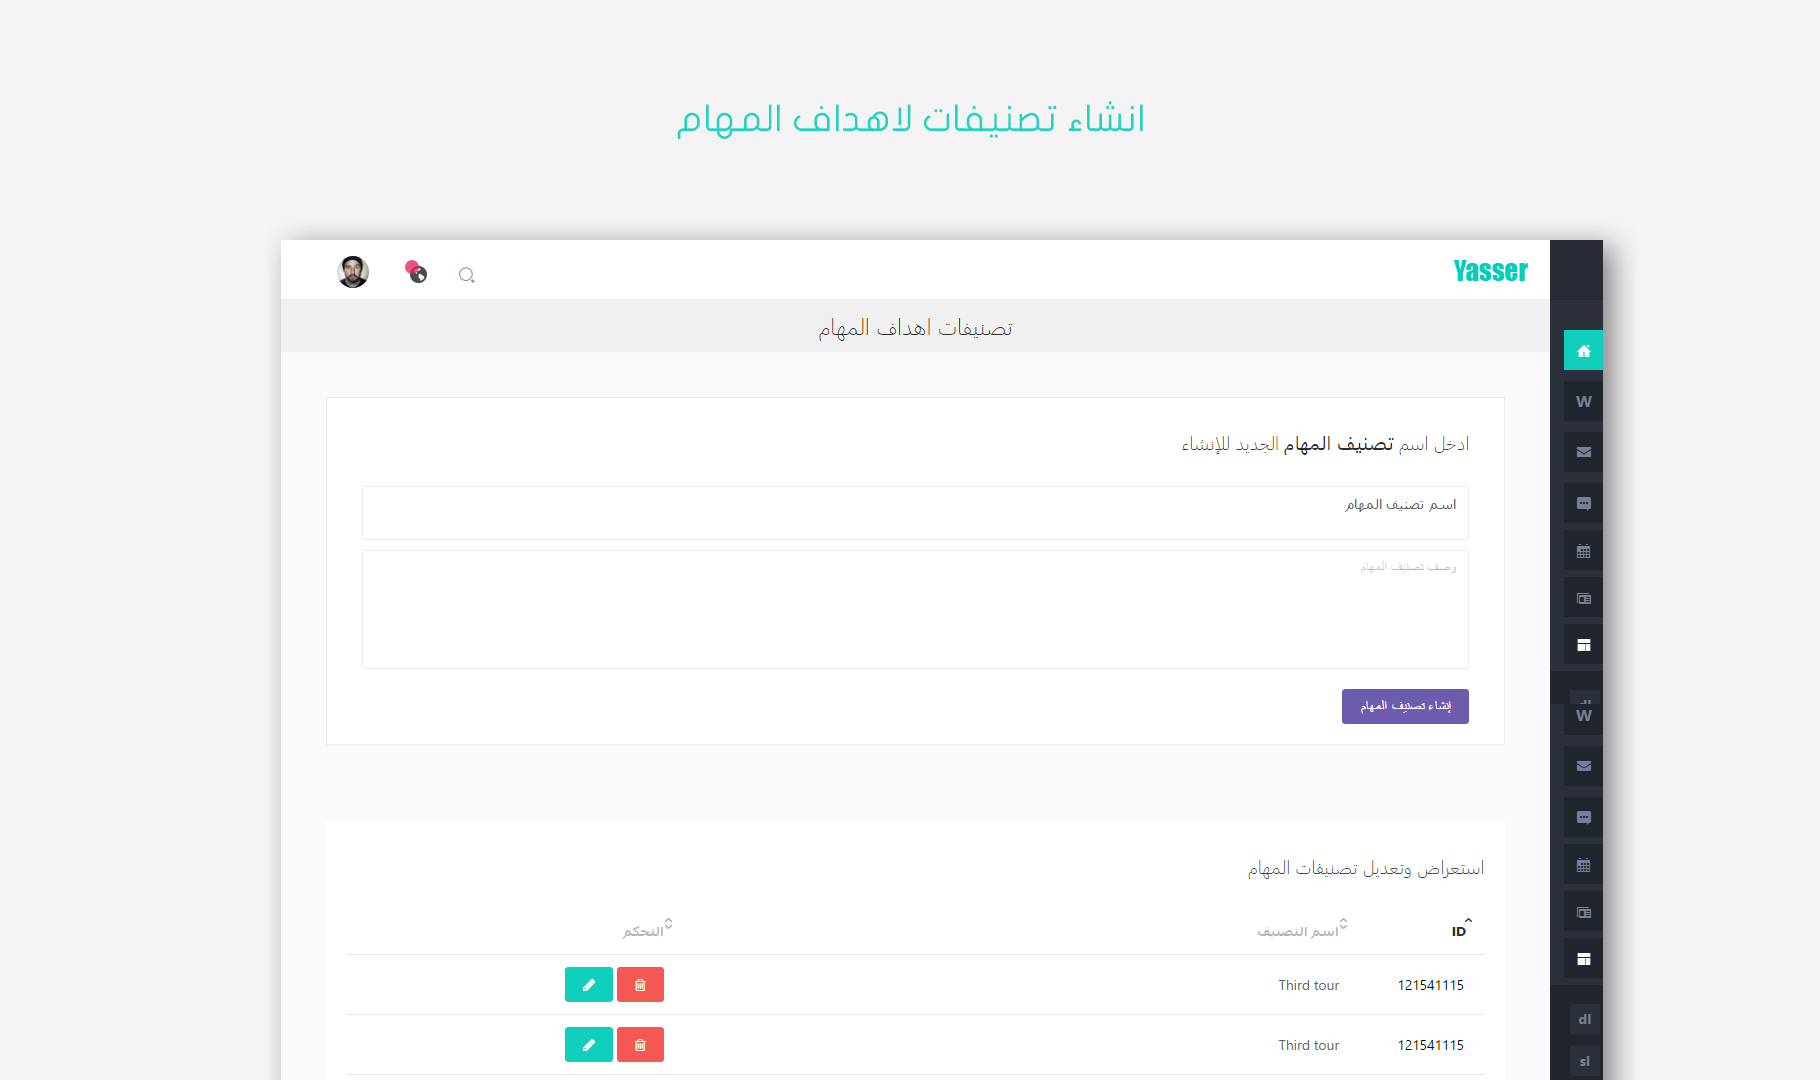 انشاء تصنيفات لاهداف المهام
Yasser
تصنيفات اهداف المهام
ادخل اسم تصنيف المهام الجديد للإنشاء
اسم تصنيف المهام
وصف تصنيف المهام
إنشاء تصنيف المهام
استعراض وتعديل تصنيفات المهام
ID اسم التصنيف التحكم
121541115 Third tour
121541115 Third tour
W
dl
W
dl
sl